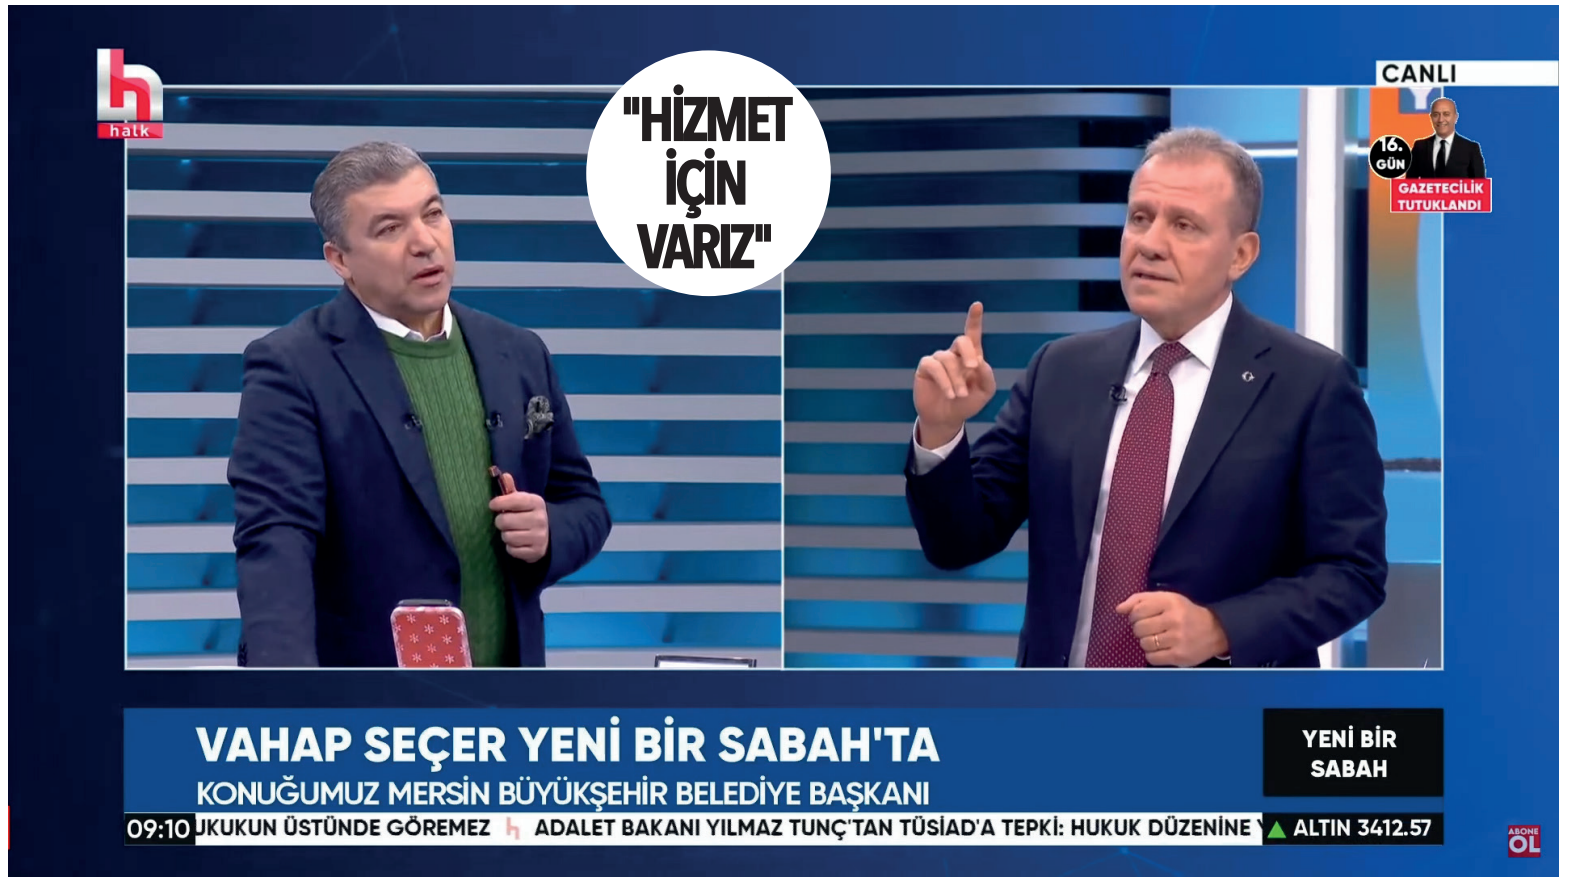 halk
"HİZMET
İÇİN
VARIZ"
CANLI
Y
16.
GÜN
GAZETECİLİK
TUTUKLANDI
VAHAP SEÇER YENİ BİR SABAH'TA
KONUĞUMUZ MERSİN BÜYÜKŞEHİR BELEDİYE BAŞKANI
YENİ BİR
SABAH
09:10 UKUKUN ÜSTÜNDE GÖREMEZ h ADALET BAKANI YILMAZ TUNÇ'TAN TÜSİAD'A TEPKİ: HUKUK DÜZENİNE ALTIN 3412.57
ABONE
OL